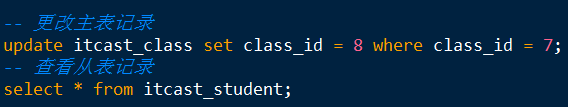 -- 更改主表记录
update itcast_class set class_id = 8 where class_id = 7;
-- 查看从表记录
select * from itcast_student;